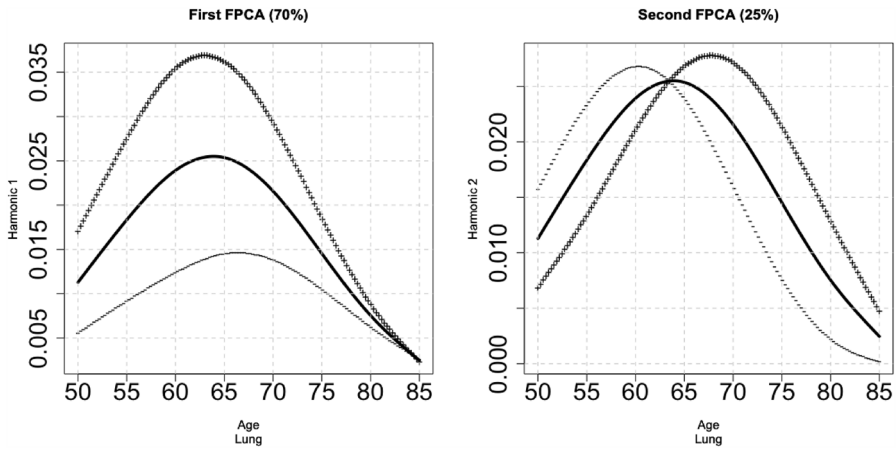 First FPCA (70%)
Harmonic 1
0.035
0.025
0.015
0.005
50 55 60 65 70 75 80 85
Age
Lung
Second FPCA (25%)
Harmonic 2
0.020
0.010
0.000
50 55 60 65 70 75 80 85
Age
Lung